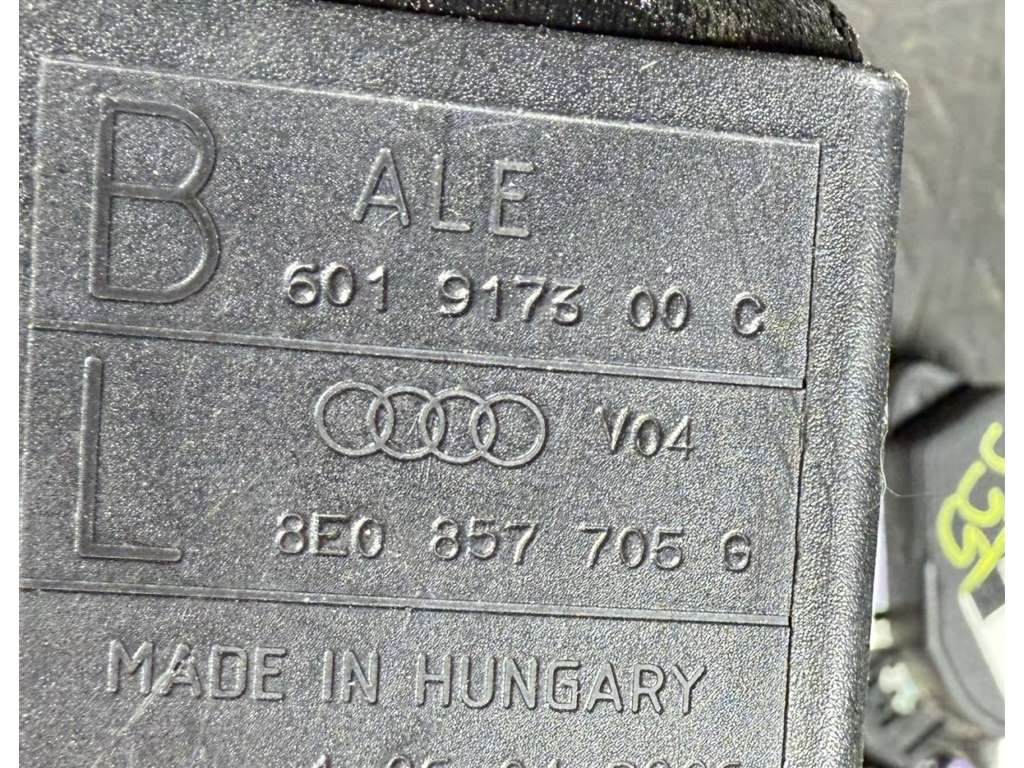 B
ALE
601 9173 00 C
L
V04
8E0 857 705 G
MADE IN HUNGARY